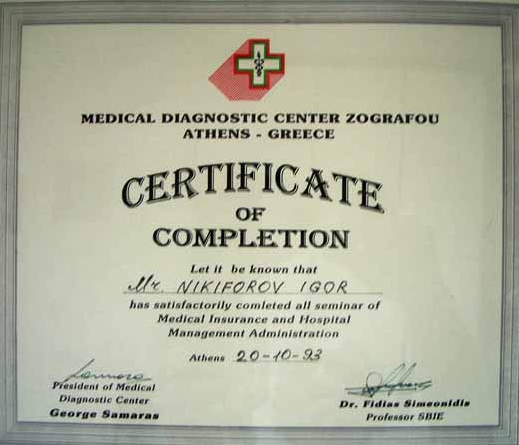 MEDICAL DIAGNOSTIC CENTER ZOGRAFOU
ATHENS - GREECE
CERTIFICATE
OF
COMPLETION
Let it be known that
Mr. NIKIFOROV IGOR
has satisfactorily comleted all seminar of
Medical Insurance and Hospital
Management Administration
Athens 20-10-93
President of Medical
Diagnostic Center
George Samaras
Dr. Fidias Simeonidis
Professor SBIE